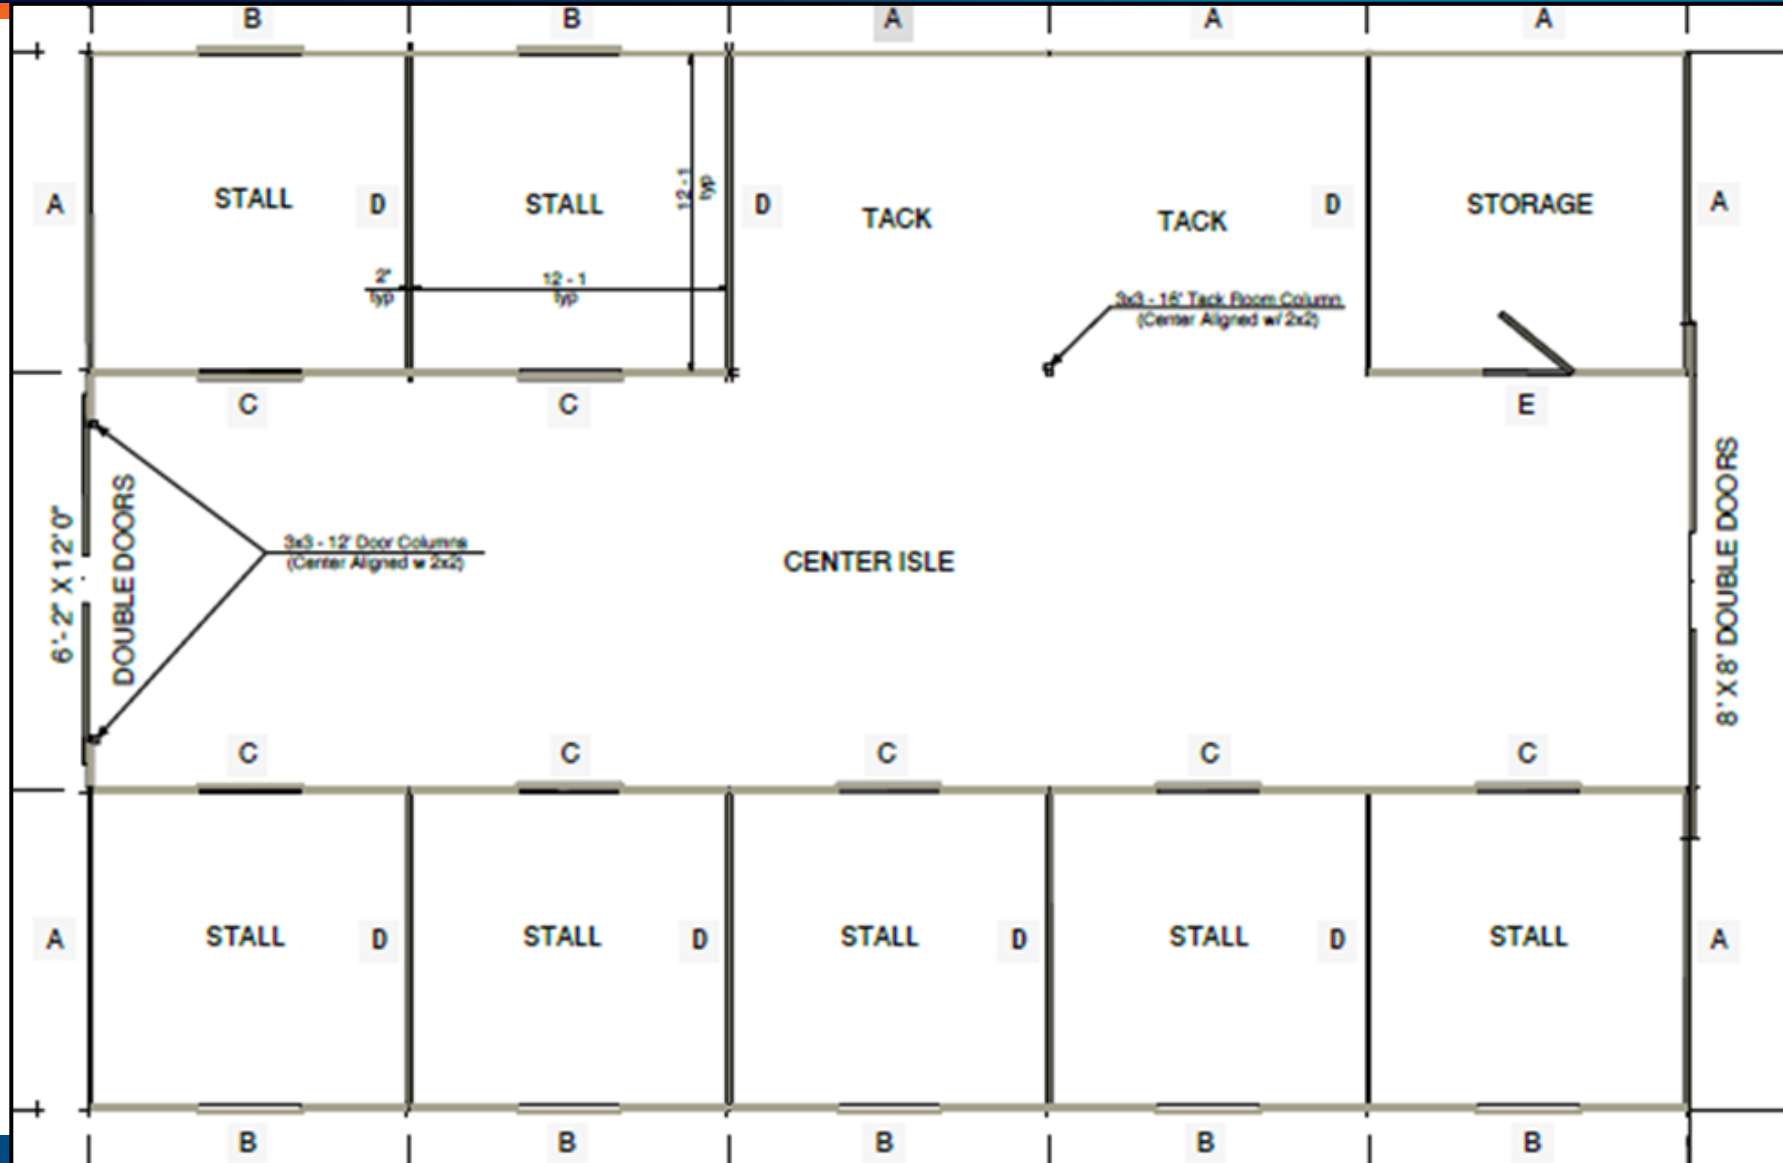 B B A A A
A STALL D STALL D TACK TACK D STORAGE A
12 - 1
typ
2"
typ
12 - 1
typ
3x3 - 16' Tack Room Column
(Center Aligned w/ 2x2)
C C E
6'- 2" X 12' 0"
DOUBLE DOORS
3x3 - 12' Door Columns
(Center Aligned w 2x2)
CENTER ISLE
8' X 8' DOUBLE DOORS
C C C C C
A STALL D STALL D STALL D STALL D STALL A
B B B B B